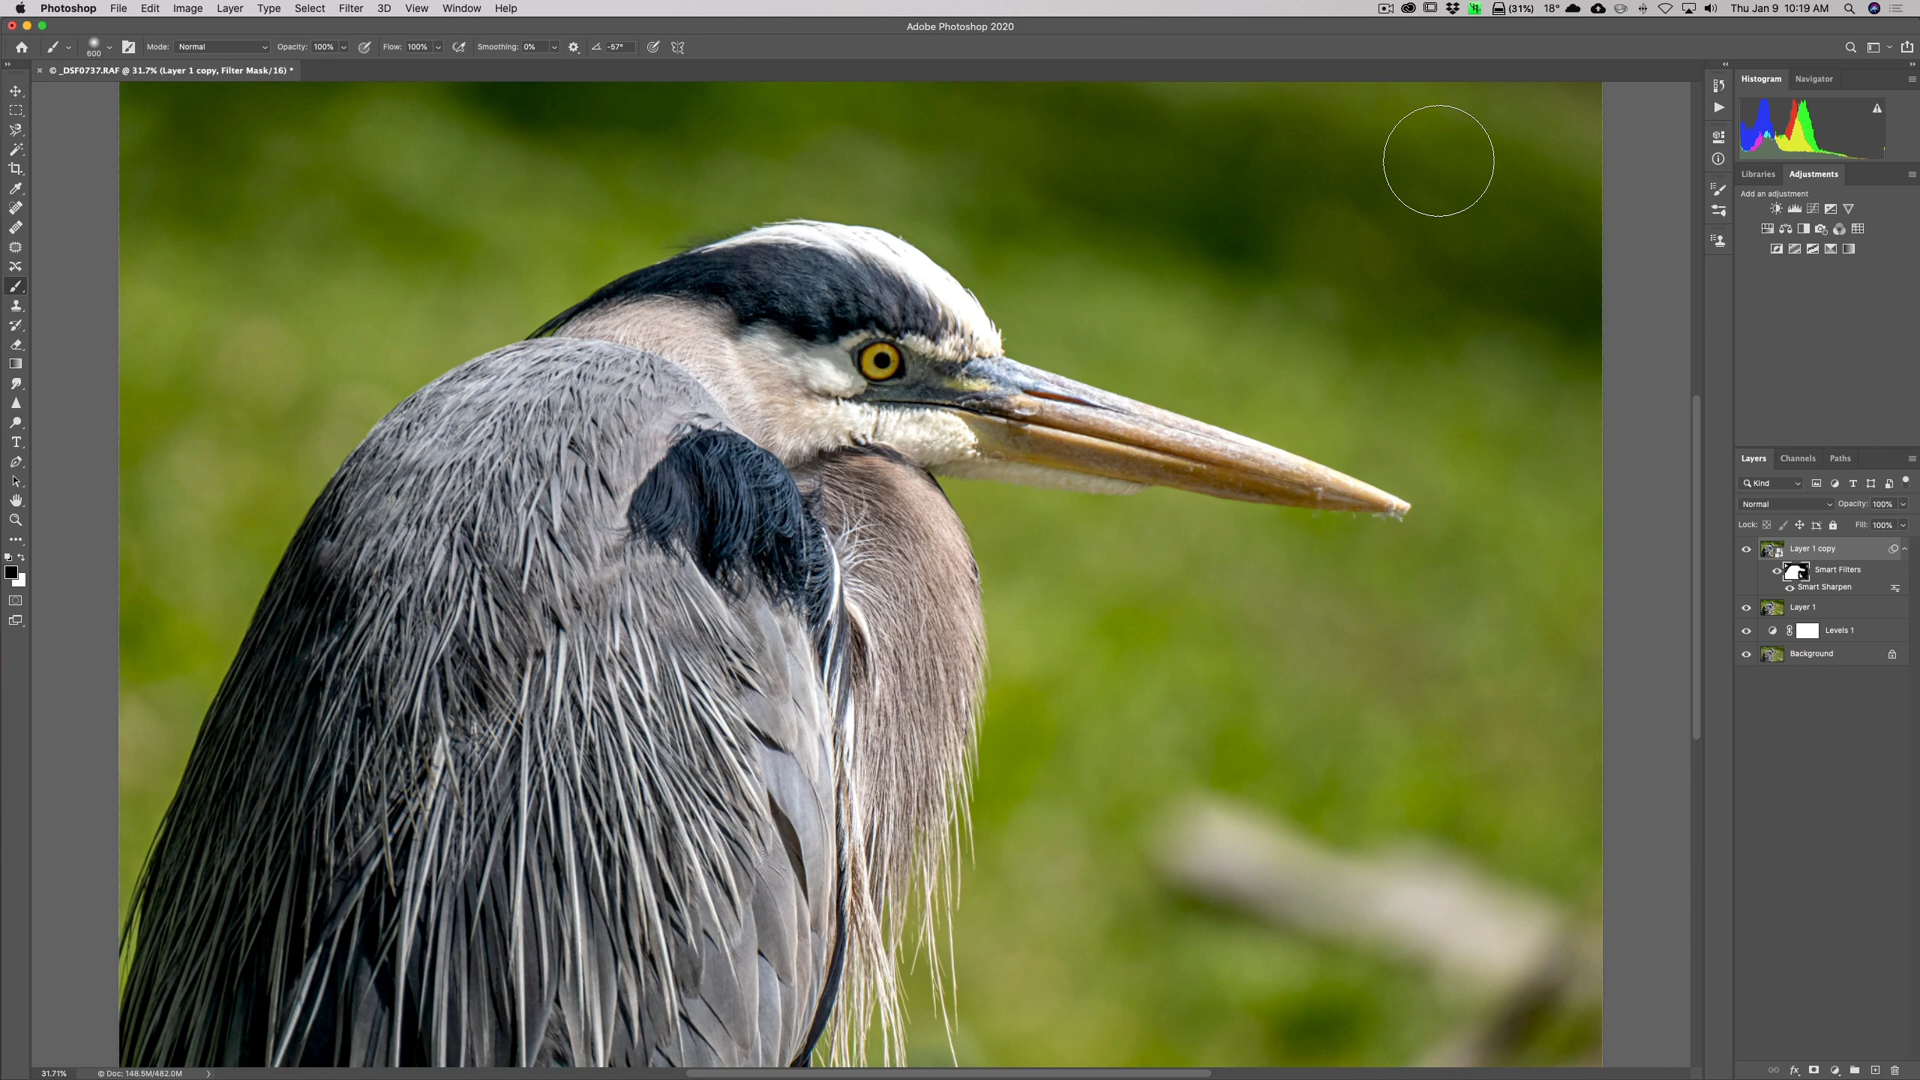 Photoshop File Edit Image Layer Type Select Filter 3D View Window Help (31%) 18° Thu Jan 9 10:19 AM
Adobe Photoshop 2020
600 Mode: Normal Opacity: 100% Flow: 100% Smoothing: 0% -57°
× © _DSF0737.RAF @ 31.7% (Layer 1 copy, Filter Mask/16) *
Histogram Navigator
Libraries Adjustments
Add an adjustment
Layers Channels Paths
Kind
Normal Opacity: 100%
Lock: Fill: 100%
Layer 1 copy
Smart Filters
Smart Sharpen
Layer 1
Levels 1
Background
31.71% Doc: 148.5M/482.0M